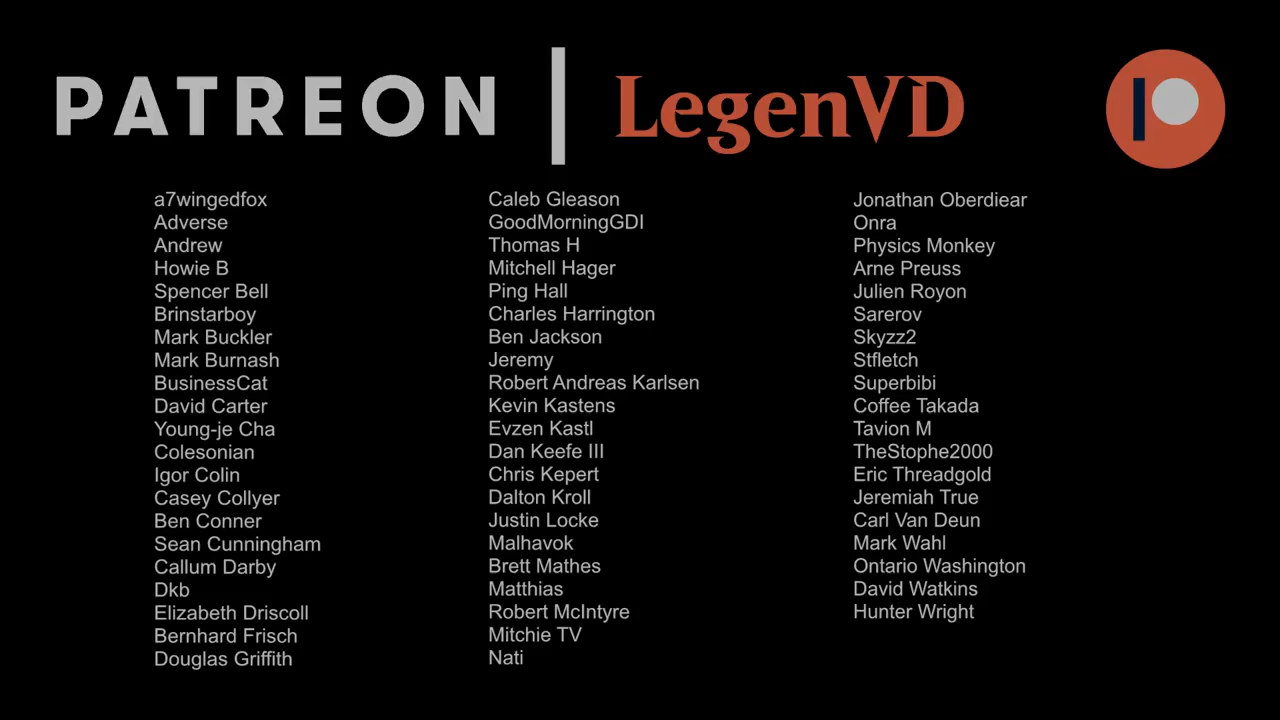 PATREON | LegenVD
a7wingedfox
Adverse
Andrew
Howie B
Spencer Bell
Brinstarboy
Mark Buckler
Mark Burnash
BusinessCat
David Carter
Young-je Cha
Colesonian
Igor Colin
Casey Collyer
Ben Conner
Sean Cunningham
Callum Darby
Dkb
Elizabeth Driscoll
Bernhard Frisch
Douglas Griffith
Caleb Gleason
GoodMorningGDI
Thomas H
Mitchell Hager
Ping Hall
Charles Harrington
Ben Jackson
Jeremy
Robert Andreas Karlsen
Kevin Kastens
Evzen Kastl
Dan Keefe III
Chris Kepert
Dalton Kroll
Justin Locke
Malhavok
Brett Mathes
Matthias
Robert McIntyre
Mitchie TV
Nati
Jonathan Oberdiear
Onra
Physics Monkey
Arne Preuss
Julien Royon
Sarerov
Skyzz2
Stfletch
Superbibi
Coffee Takada
Tavion M
TheStophe2000
Eric Threadgold
Jeremiah True
Carl Van Deun
Mark Wahl
Ontario Washington
David Watkins
Hunter Wright